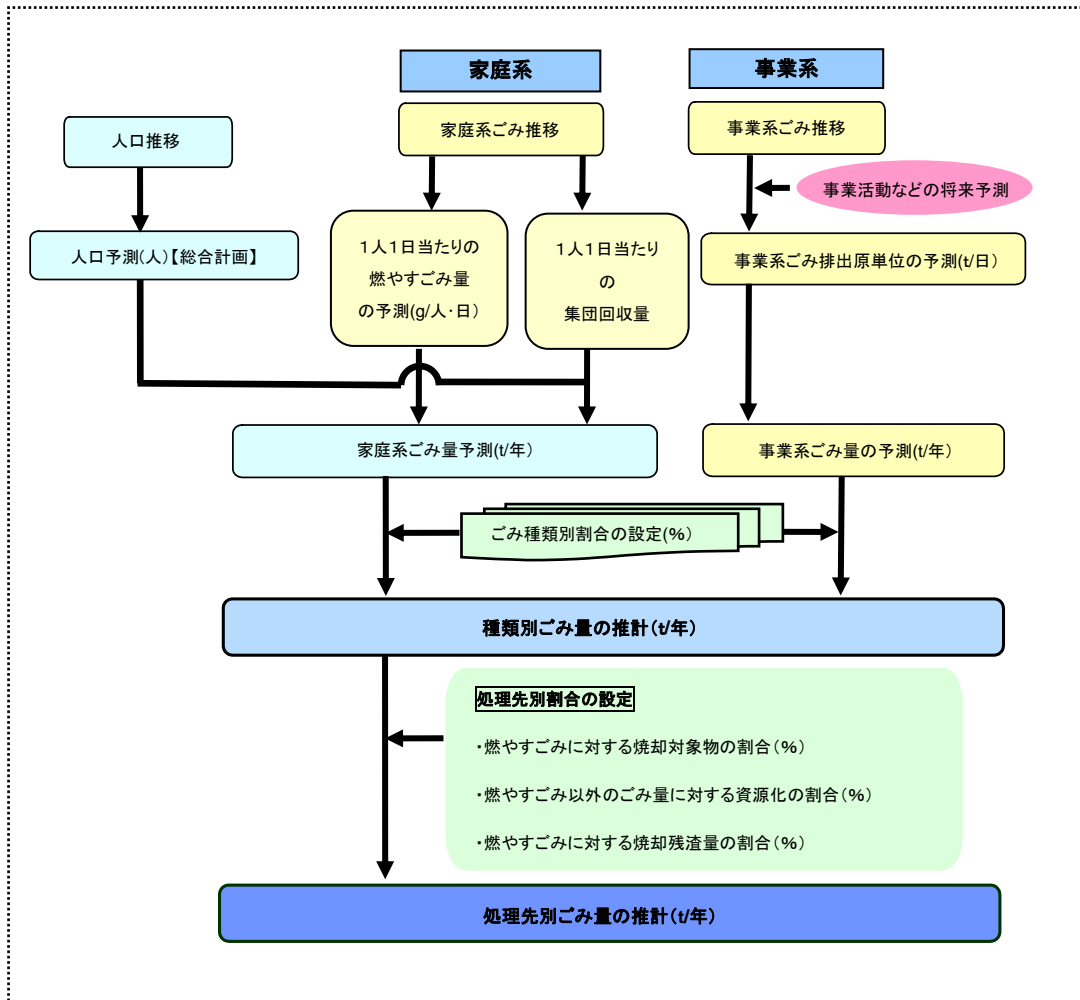 家庭系
事業系
人口推移
家庭系ごみ推移
事業系ごみ推移
事業活動などの将来予測
人口予測(人)【総合計画】
１人１日当たりの
燃やすごみ量
の予測(g/人・日)
１人１日当たり
の
集団回収量
事業系ごみ排出原単位の予測(t/日)
家庭系ごみ量予測(t/年)
事業系ごみ量の予測(t/年)
ごみ種類別割合の設定(%)
種類別ごみ量の推計(t/年)
処理先別割合の設定
・燃やすごみに対する焼却対象物の割合(%)
・燃やすごみ以外のごみ量に対する資源化の割合(%)
・燃やすごみに対する焼却残渣量の割合(%)
処理先別ごみ量の推計(t/年)